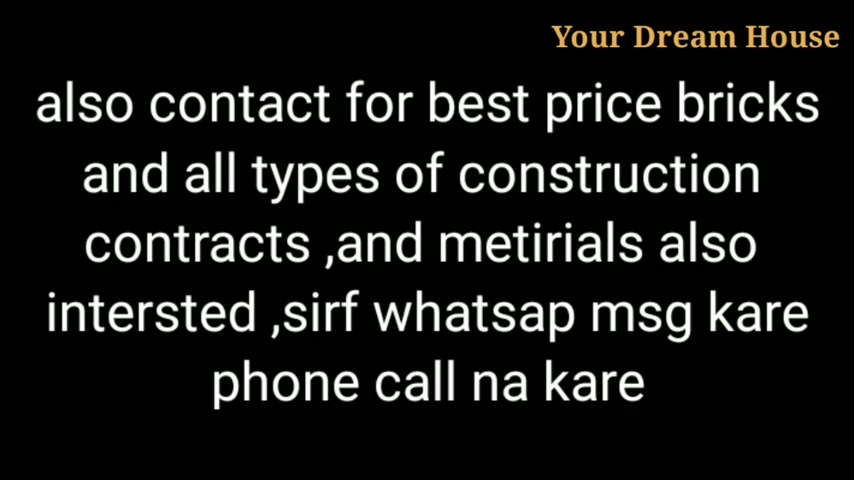 Your Dream House
also contact for best price bricks
and all types of construction
contracts ,and metirials also
intersted ,sirf whatsap msg kare
phone call na kare